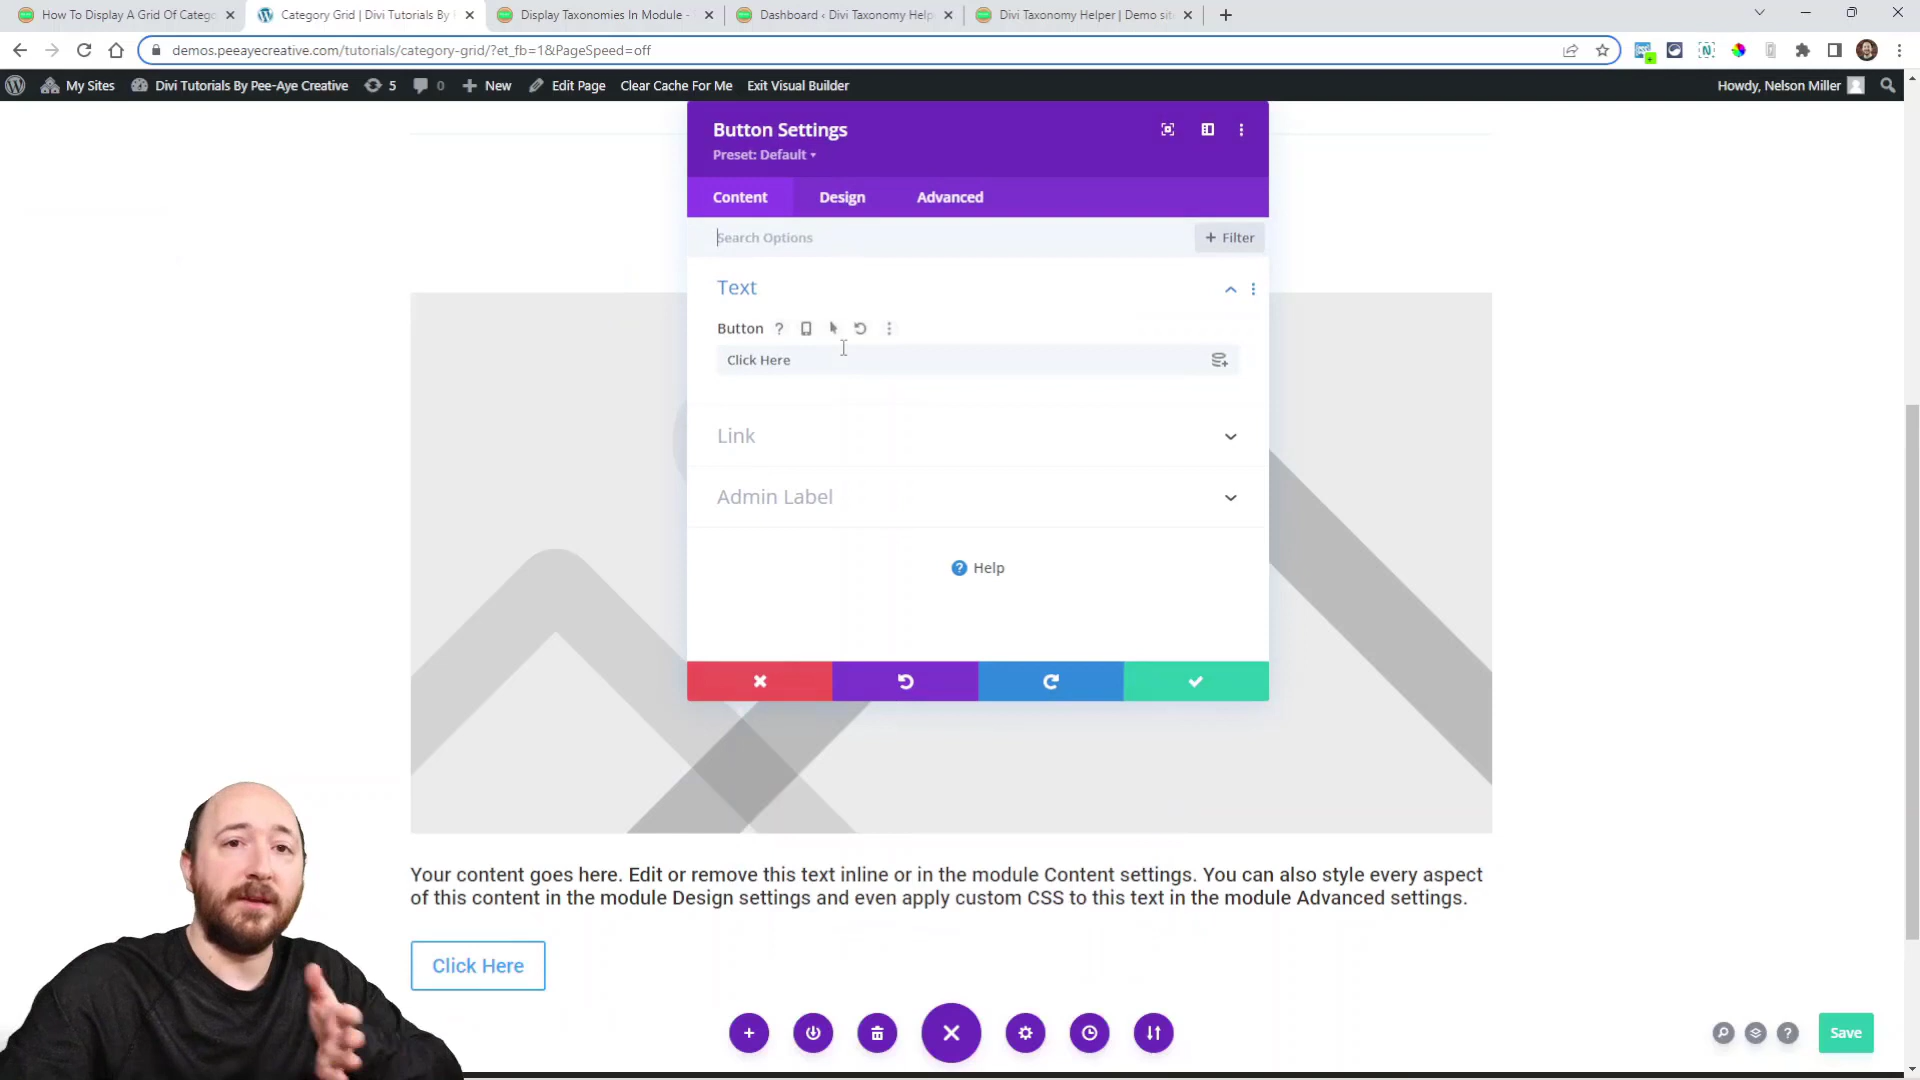 How To Display A Grid Of Catego
Category Grid | Divi Tutorials By
Display Taxonomies In Module -
Dashboard ‹ Divi Taxonomy Help
Divi Taxonomy Helper | Demo sit
demos.peeayecreative.com/tutorials/category-grid/?et_fb=1&PageSpeed=off
My Sites
Divi Tutorials By Pee-Aye Creative
5
0
New
Edit Page
Clear Cache For Me
Exit Visual Builder
Howdy, Nelson Miller
Button Settings
Preset: Default
Content
Design
Advanced
Search Options
+ Filter
Text
Button
Click Here
Link
Admin Label
Help
Your content goes here. Edit or remove this text inline or in the module Content settings. You can also style every aspect
of this content in the module Design settings and even apply custom CSS to this text in the module Advanced settings.
Click Here
Save